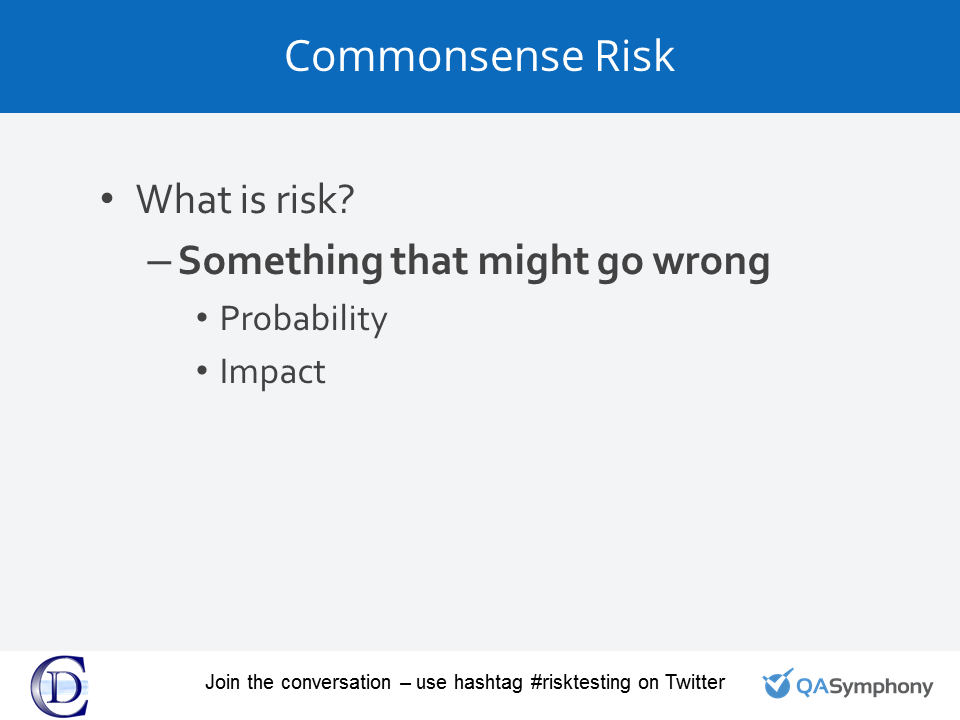 Commonsense Risk
• What is risk?
– Something that might go wrong
• Probability
• Impact
CD
Join the conversation – use hashtag #risktesting on Twitter
QASymphony